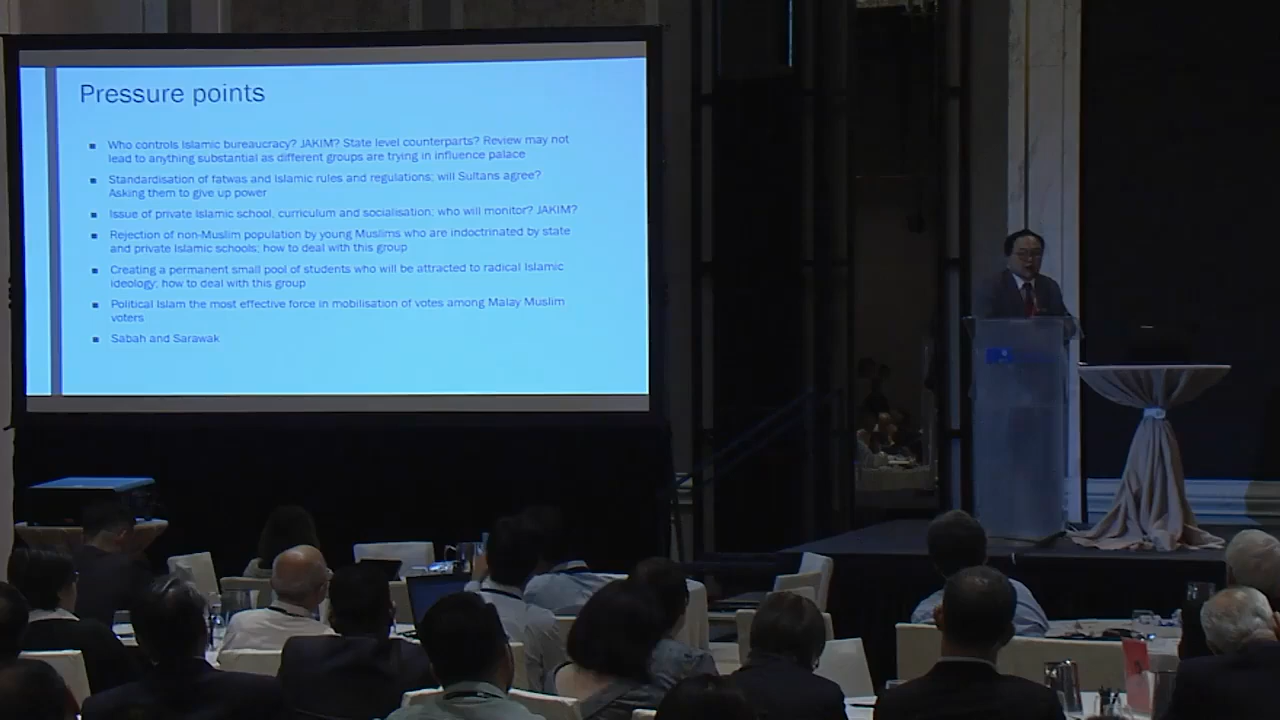 Pressure points
Who controls Islamic bureaucracy? JAKIM? State level counterparts? Review may not
lead to anything substantial as different groups are trying in influence palace
Standardisation of fatwas and Islamic rules and regulations; will Sultans agree?
Asking them to give up power
Issue of private Islamic school, curriculum and socialisation; who will monitor? JAKIM?
Rejection of non-Muslim population by young Muslims who are indoctrinated by state
and private Islamic schools; how to deal with this group
Creating a permanent small pool of students who will be attracted to radical Islamic
ideology; how to deal with this group
Political Islam the most effective force in mobilisation of votes among Malay Muslim
voters
Sabah and Sarawak